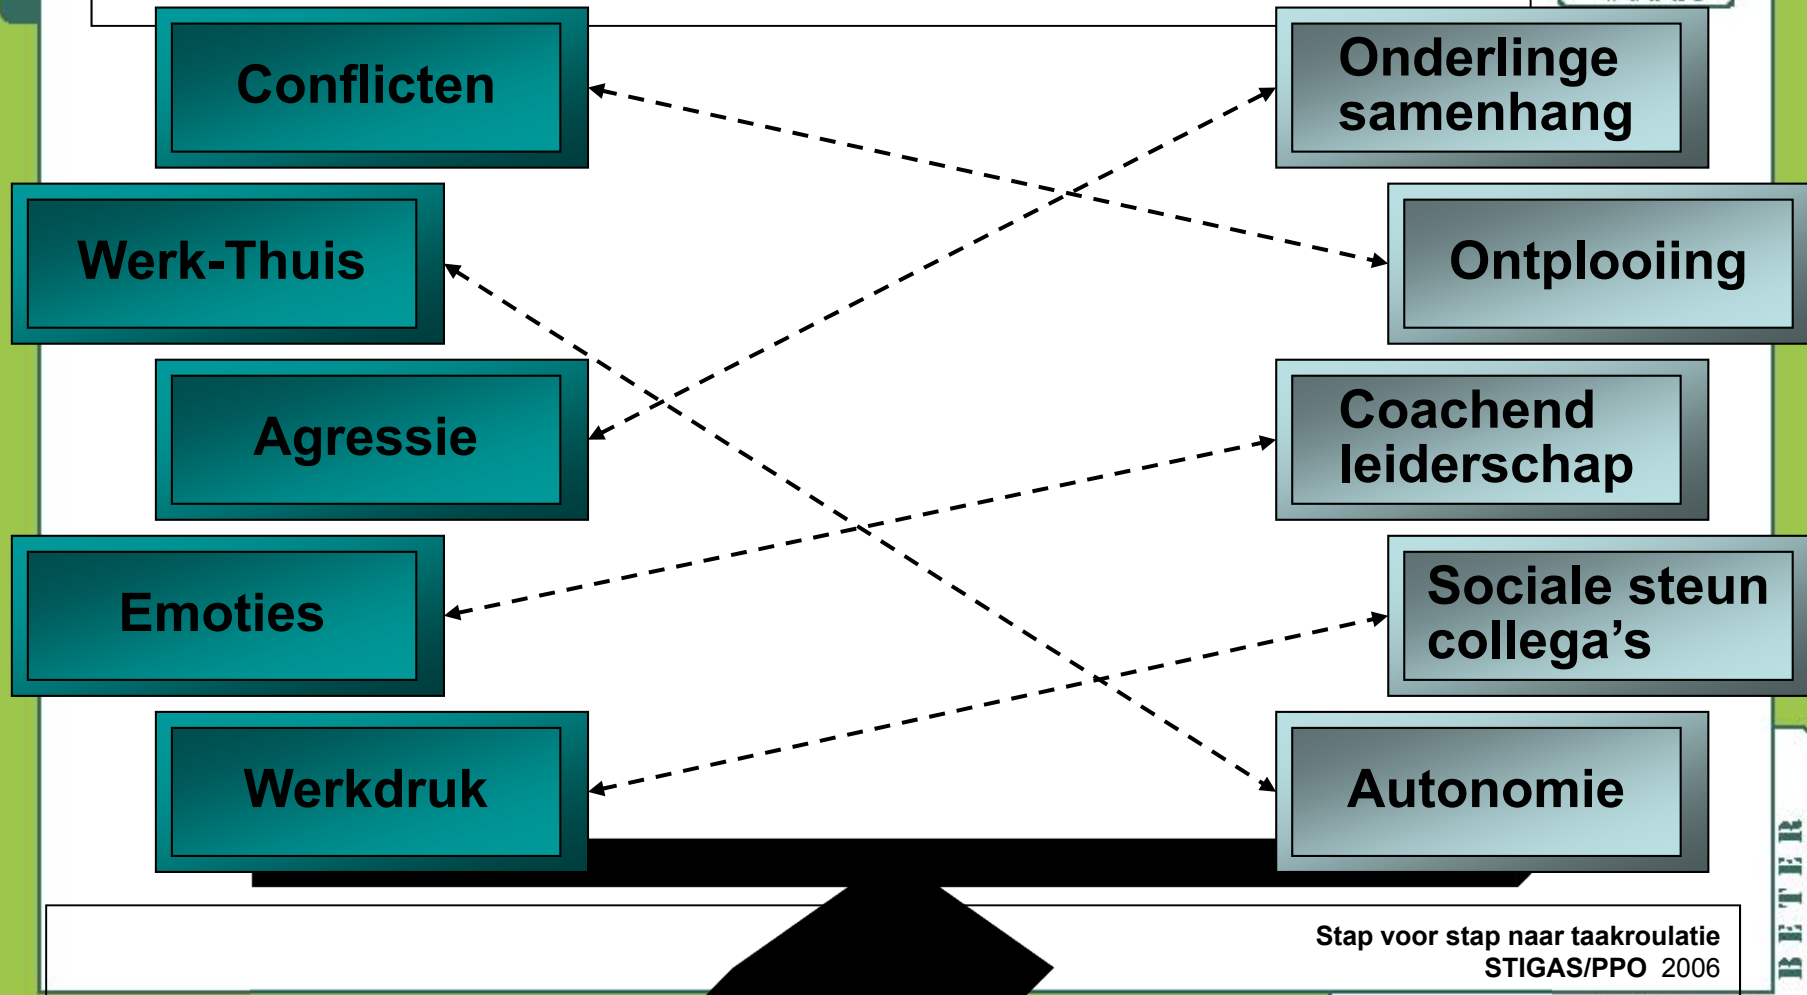 Conflicten
Onderlinge
samenhang
Werk-Thuis
Ontplooiing
Agressie
Coachend
leiderschap
Emoties
Sociale steun
collega’s
Werkdruk
Autonomie
Stap voor stap naar taakroulatie
STIGAS/PPO 2006
BETER